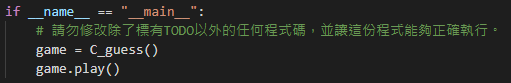 if __name__ == "__main__":
    # 請勿修改除了標有TODO以外的任何程式碼，並讓這份程式能夠正確執行。
    game = C_guess()
    game.play()